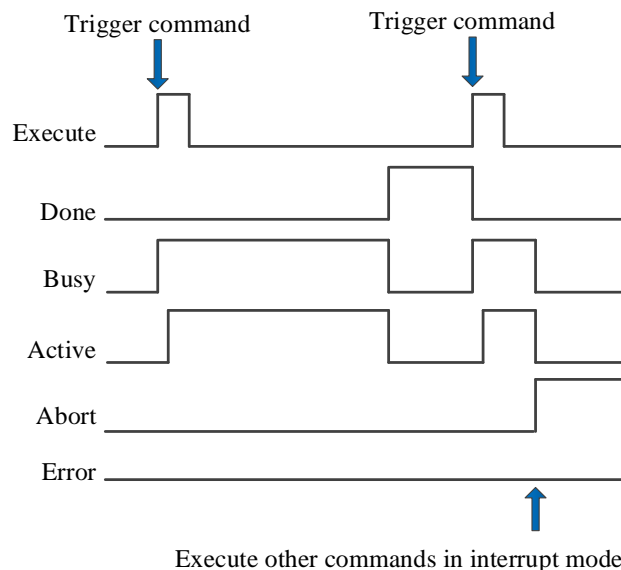 Trigger command Trigger command
Execute
Done
Busy
Active
Abort
Error
Execute other commands in interrupt mode